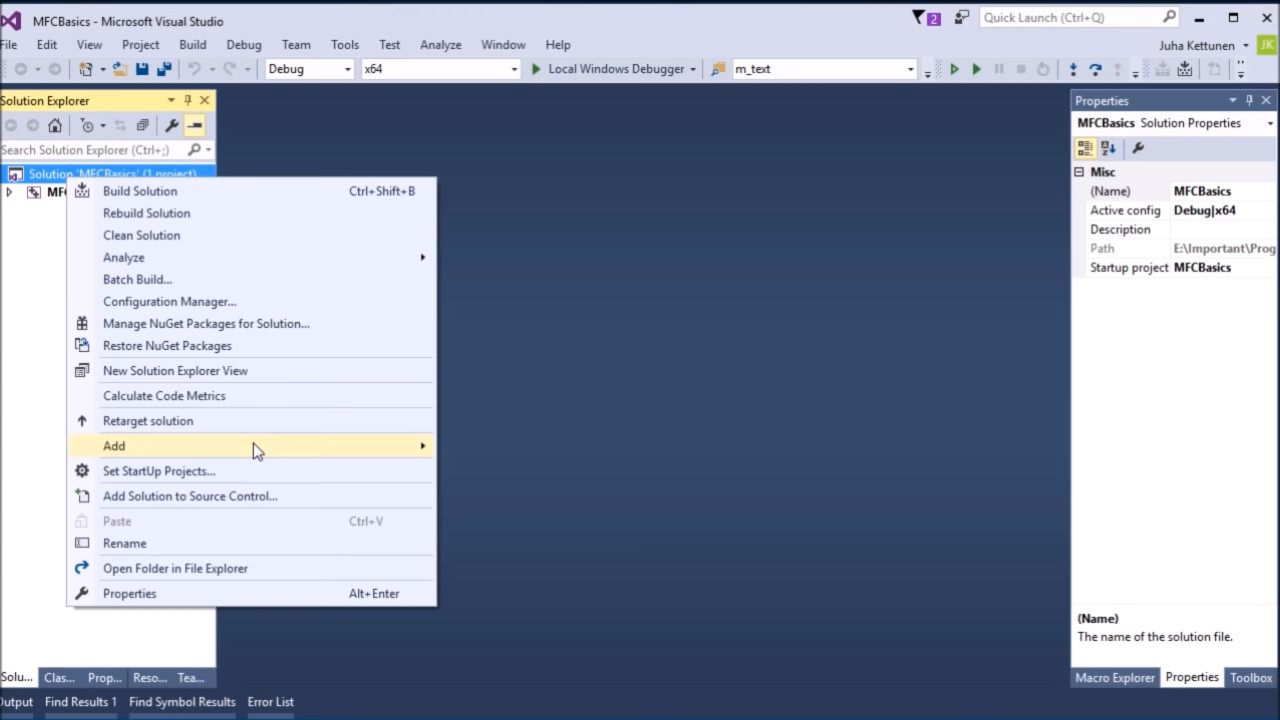 MFCBasics - Microsoft Visual Studio
2
Quick Launch (Ctrl+Q)
File Edit View Project Build Debug Team Tools Test Analyze Window Help
Juha Kettunen JK
Debug x64 Local Windows Debugger m_text
Solution Explorer
Search Solution Explorer (Ctrl+;)
Solution 'MFCBasics' (1 project)
MF
Build Solution Ctrl+Shift+B
Rebuild Solution
Clean Solution
Analyze
Batch Build...
Configuration Manager...
Manage NuGet Packages for Solution...
Restore NuGet Packages
New Solution Explorer View
Calculate Code Metrics
Retarget solution
Add
Set StartUp Projects...
Add Solution to Source Control...
Paste Ctrl+V
Rename
Open Folder in File Explorer
Properties Alt+Enter
Properties
MFCBasics Solution Properties
Misc
(Name) MFCBasics
Active config Debug|x64
Description
Path E:\Important\Prog
Startup project MFCBasics
(Name)
The name of the solution file.
Solu... Clas... Prop... Reso... Tea...
Macro Explorer Properties Toolbox
Output Find Results 1 Find Symbol Results Error List